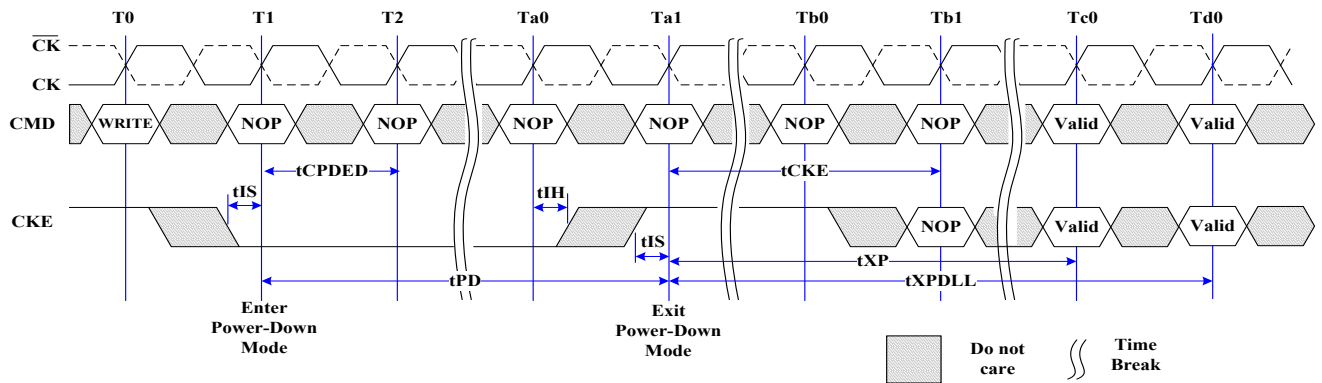 T0 T1 T2 Ta0 Ta1 Tb0 Tb1 Tc0 Td0
CK
CK
CMD WRITE NOP NOP NOP NOP NOP NOP Valid Valid
tCPDED tCKE
tIS tIH
CKE NOP Valid Valid
tIS
tXP
tPD tXPDLL
Enter
Power-Down
Mode
Exit
Power-Down
Mode
Do not
care
Time
Break